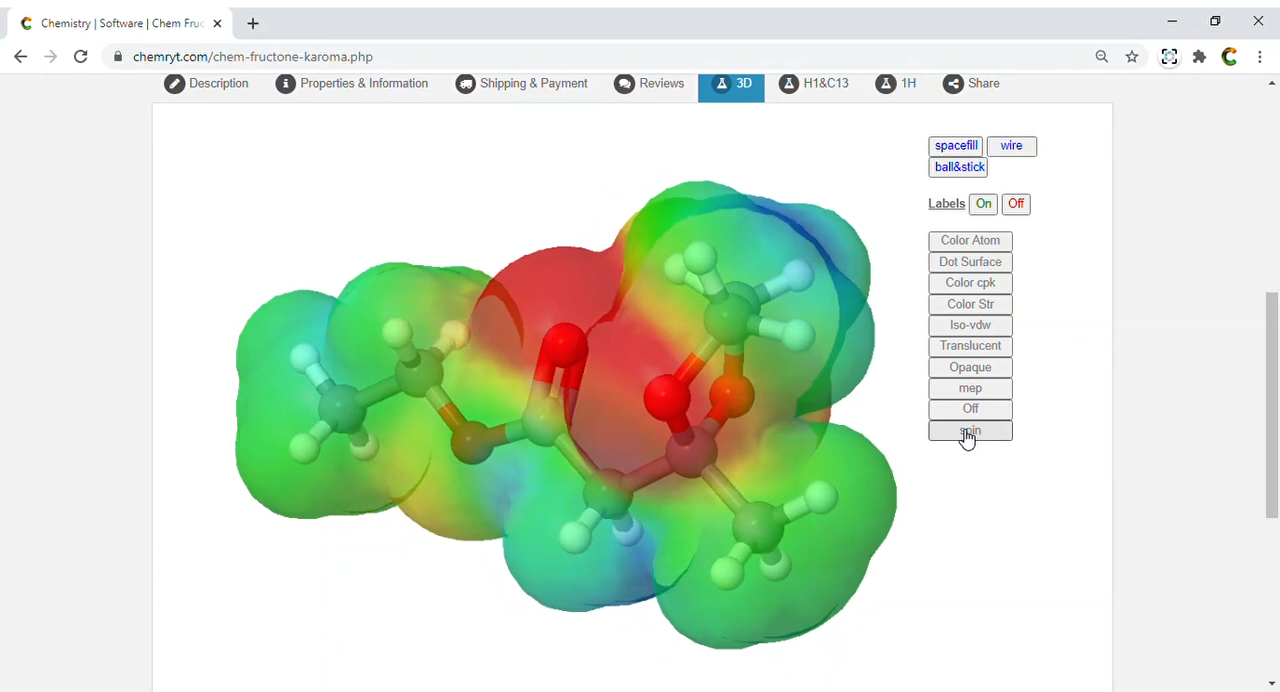 Chemistry | Software | Chem Fruc
chemryt.com/chem-fructone-karoma.php
Description Properties & Information Shipping & Payment Reviews 3D H1&C13 1H Share
spacefill wire
ball&stick
Labels On Off
Color Atom
Dot Surface
Color cpk
Color Str
Iso-vdw
Translucent
Opaque
mep
Off
spin